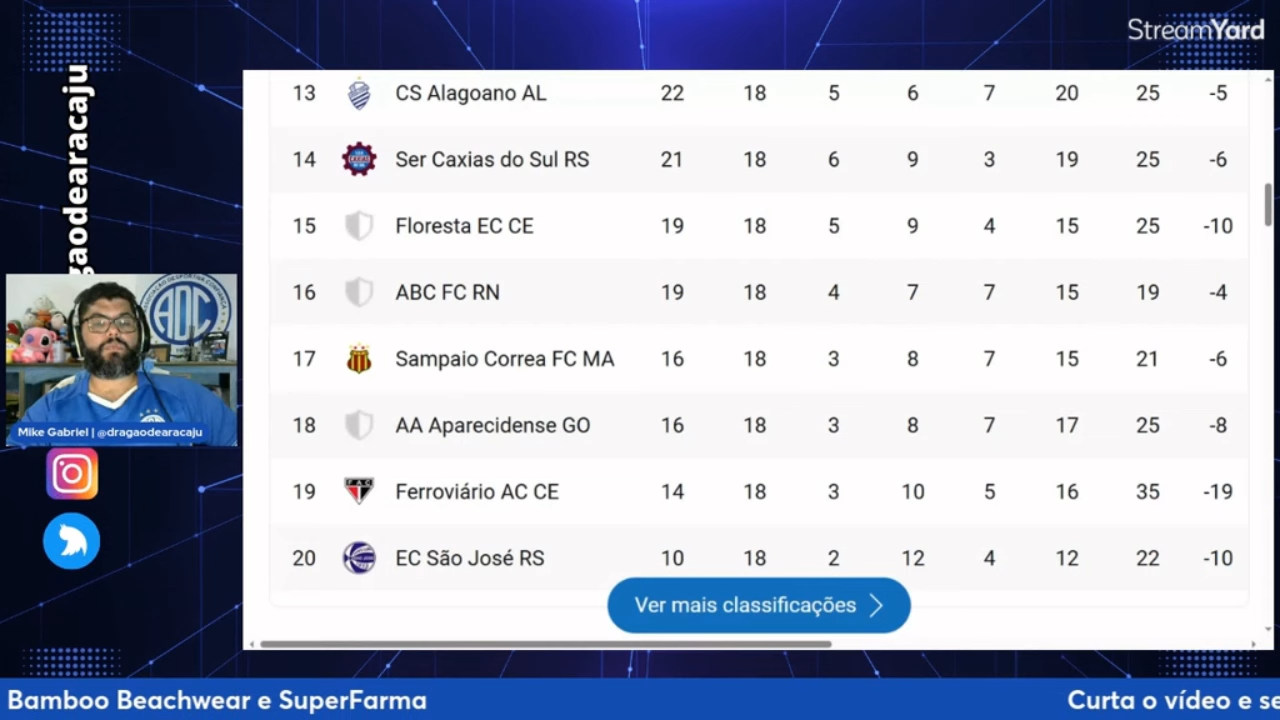 StreamYard
gaodearacaju
13 CS Alagoano AL 22 18 5 6 7 20 25 -5
14 Ser Caxias do Sul RS 21 18 6 9 3 19 25 -6
15 Floresta EC CE 19 18 5 9 4 15 25 -10
16 ABC FC RN 19 18 4 7 7 15 19 -4
17 Sampaio Correa FC MA 16 18 3 8 7 15 21 -6
18 AA Aparecidense GO 16 18 3 8 7 17 25 -8
19 Ferroviário AC CE 14 18 3 10 5 16 35 -19
20 EC São José RS 10 18 2 12 4 12 22 -10
Ver mais classificações
ADC
Mike Gabriel | @dragaodearacaju
Bamboo Beachwear e SuperFarma
Curta o vídeo e se